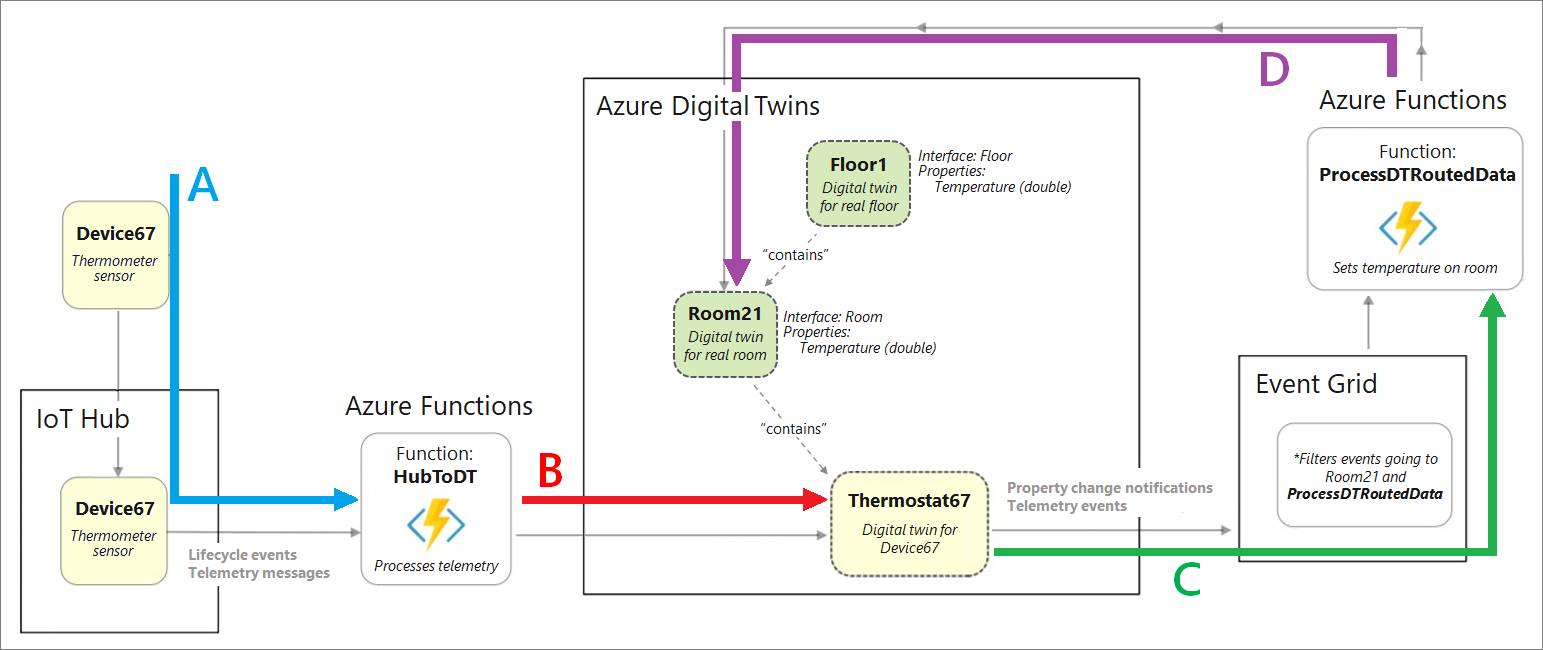 A
Device67
Thermometer
sensor
IoT Hub
Device67
Thermometer
sensor
Lifecycle events
Telemetry messages
Azure Functions
Function:
HubToDT
Processes telemetry
B
Azure Digital Twins
Floor1
Digital twin
for real floor
Interface: Floor
Properties:
Temperature (double)
“contains”
Room21
Digital twin
for real room
Interface: Room
Properties:
Temperature (double)
“contains”
Thermostat67
Digital twin for
Device67
Property change notifications
Telemetry events
C
Event Grid
*Filters events going to
Room21 and
ProcessDTRoutedData
D
Azure Functions
Function:
ProcessDTRoutedData
Sets temperature on room